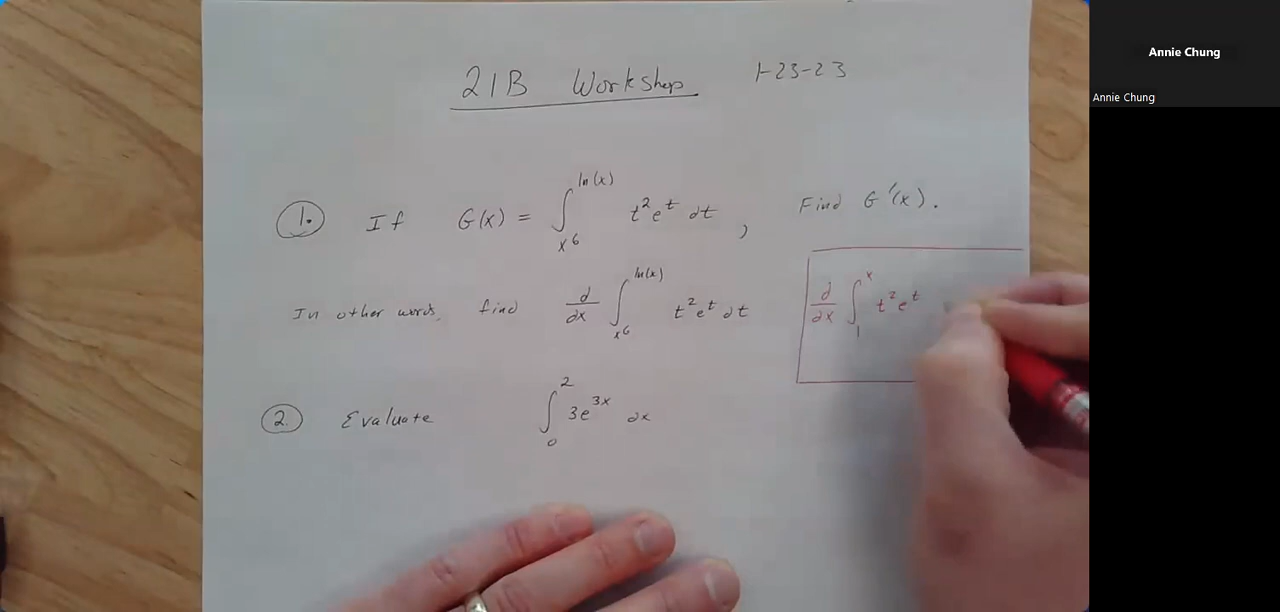 21B Workshop 1-23-23
1. If G(x) = ∫_{x^6}^{ln(x)} t^2 e^t dt, Find G'(x).
In other words, find d/dx ∫_{x^6}^{ln(x)} t^2 e^t dt
d/dx ∫_1^x t^2 e^t
2. Evaluate ∫_0^2 3e^{3x} dx
Annie Chung
Annie Chung